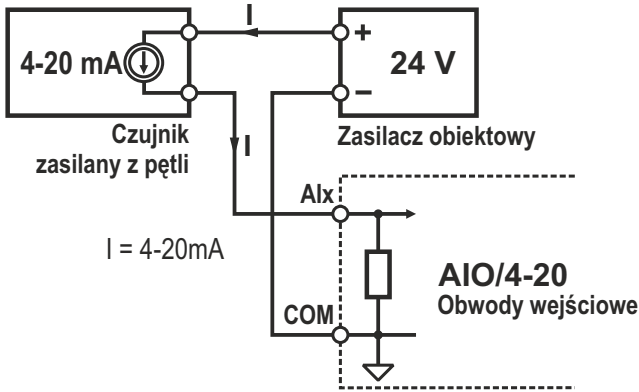 I
4-20 mA
+
24 V
−
Czujnik
zasilany z pętli
Zasilacz obiektowy
I
AIx
I = 4-20mA
AIO/4-20
Obwody wejściowe
COM